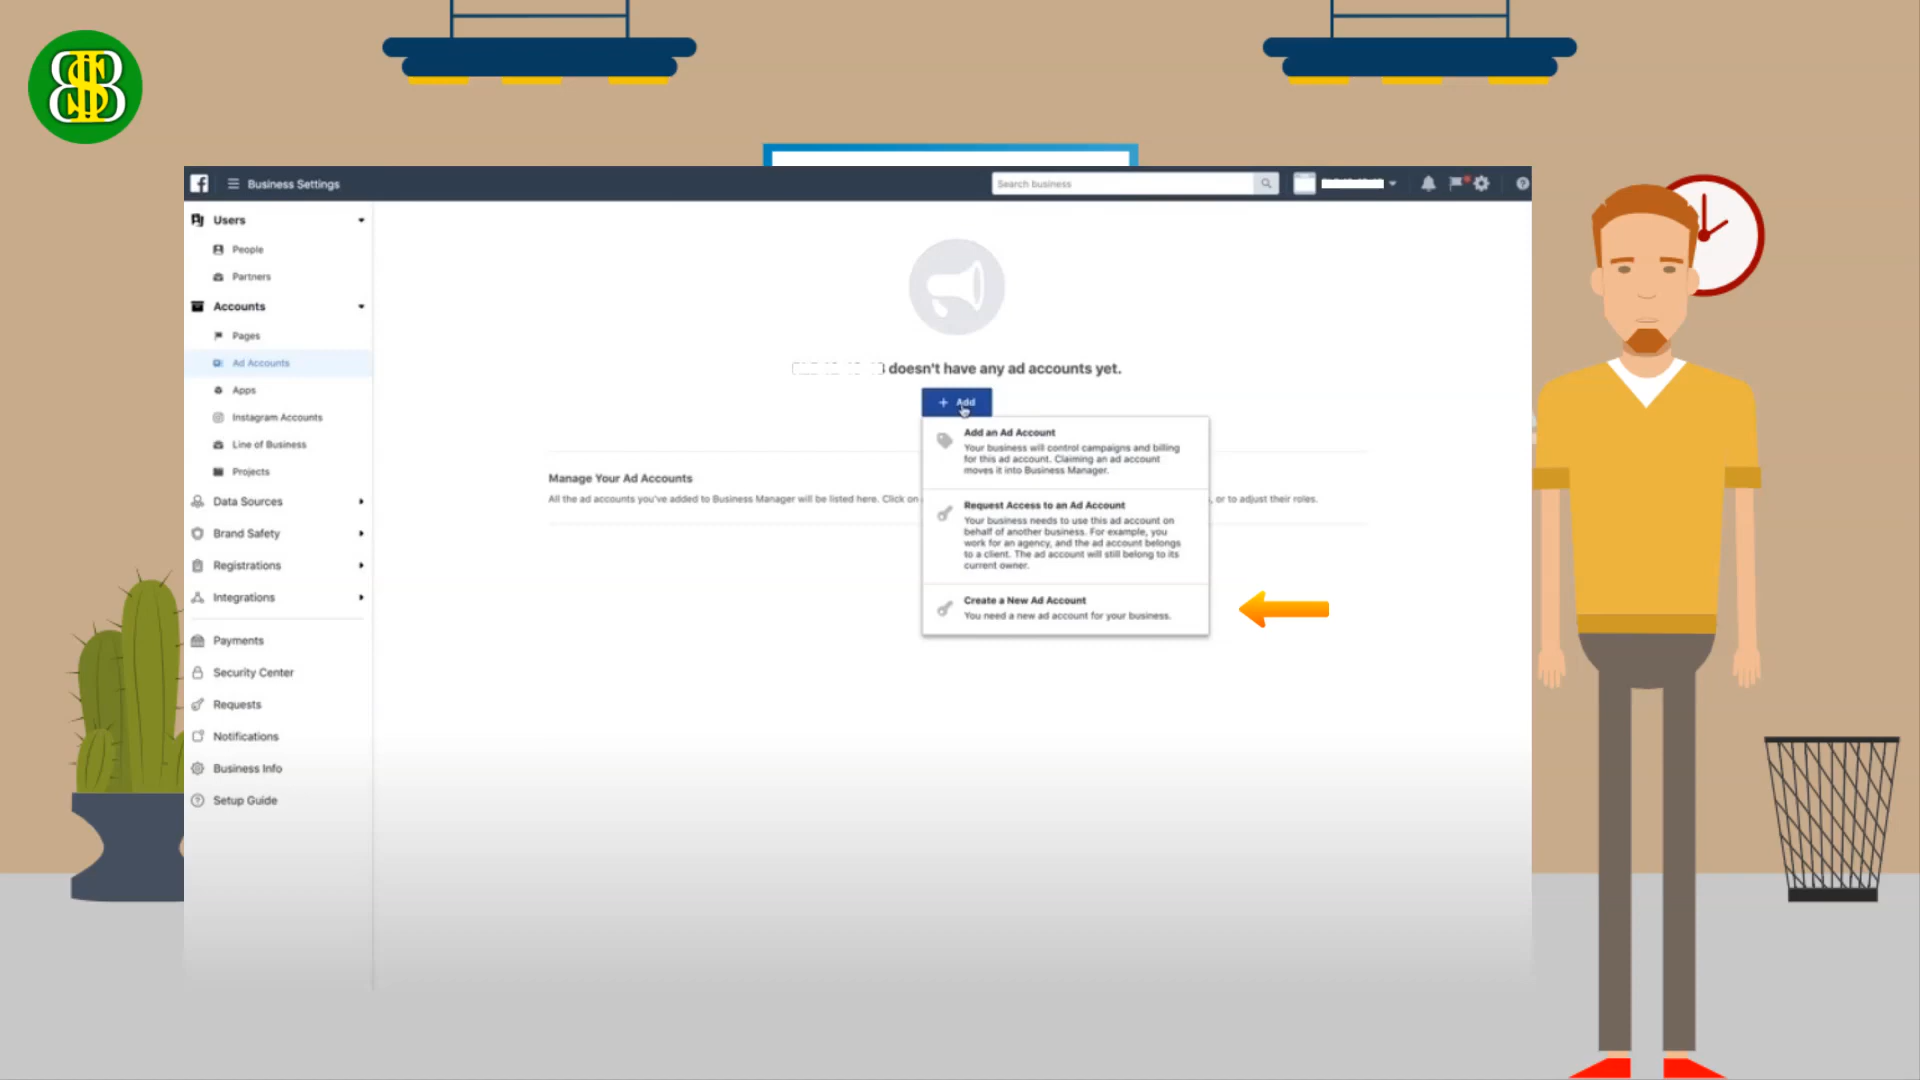 Business Settings
Search business
Users
People
Partners
Accounts
Pages
Ad Accounts
Apps
Instagram Accounts
Line of Business
Projects
Data Sources
Brand Safety
Registrations
Integrations
Payments
Security Center
Requests
Notifications
Business Info
Setup Guide
doesn't have any ad accounts yet.
+ Add
Add an Ad Account
Your business will control campaigns and billing
for this ad account. Claiming an ad account
moves it into Business Manager.
Request Access to an Ad Account
Your business needs to use this ad account on
behalf of another business. For example, you
work for an agency, and the ad account belongs
to a client. The ad account will still belong to its
current owner.
Create a New Ad Account
You need a new ad account for your business.
Manage Your Ad Accounts
All the ad accounts you've added to Business Manager will be listed here. Click on , or to adjust their roles.